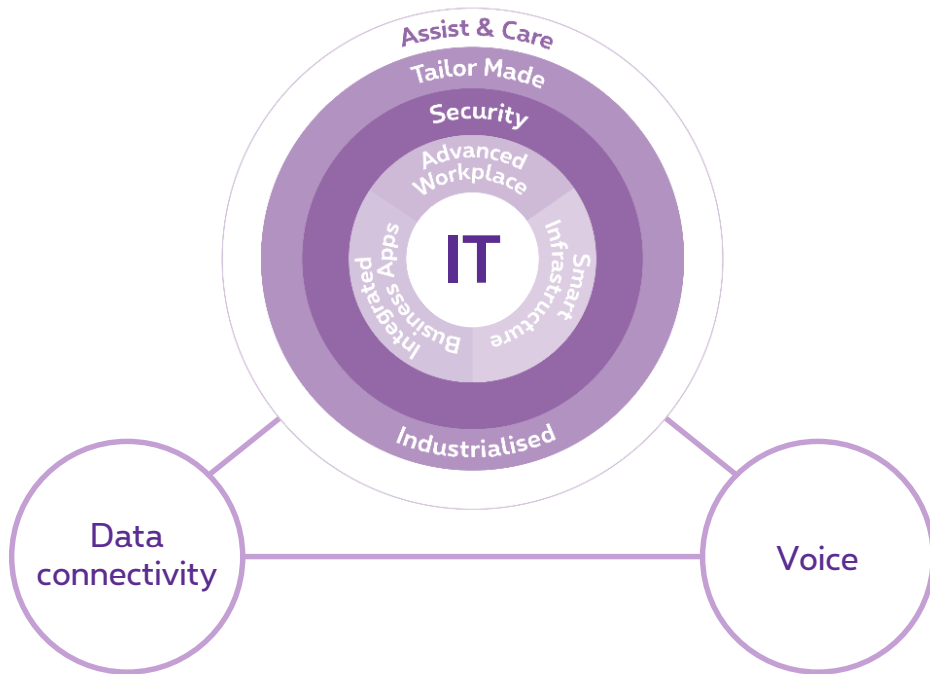 Assist & Care
Tailor Made
Security
Advanced
Workplace
IT
Integrated
Business Apps
Smart
Infrastructure
Industrialised
Data
connectivity
Voice